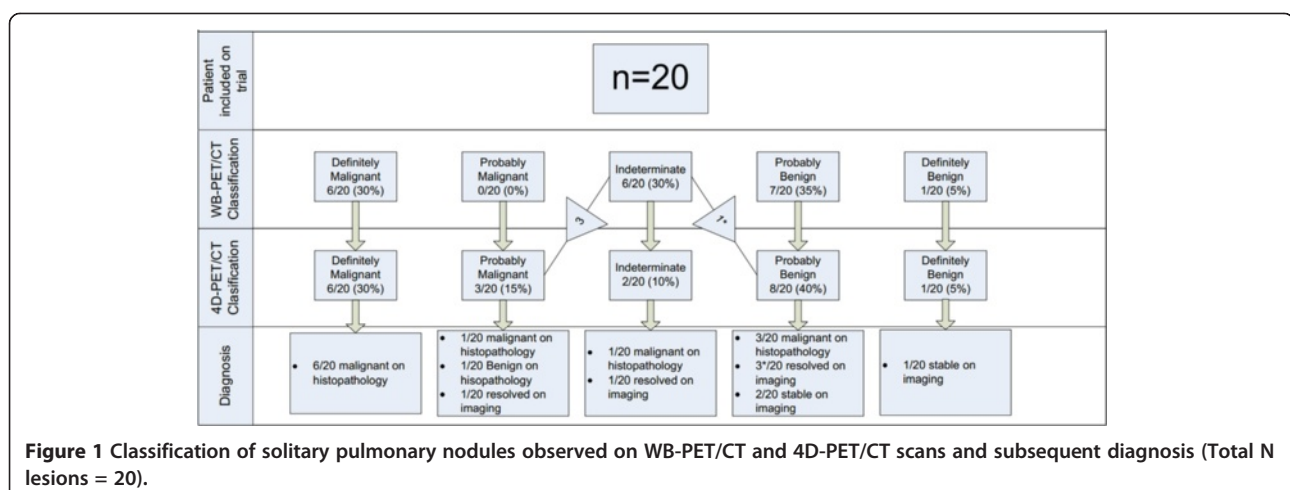 Patient
included on
trial
n=20
WB-PET/CT
Classification
Definitely
Malignant
6/20 (30%)
Probably
Malignant
0/20 (0%)
Indeterminate
6/20 (30%)
Probably
Benign
7/20 (35%)
Definitely
Benign
1/20 (5%)
3
1*
4D-PET/CT
Clasification
Definitely
Malignant
6/20 (30%)
Probably
Malignant
3/20 (15%)
Indeterminate
2/20 (10%)
Probably
Benign
8/20 (40%)
Definitely
Benign
1/20 (5%)
Diagnosis
• 6/20 malignant on
histopathology
• 1/20 malignant on
histopathology
• 1/20 Benign on
hisopathology
• 1/20 resolved on
imaging
• 1/20 malignant on
histopathology
• 1/20 resolved on
imaging
• 3/20 malignant on
histopathology
• 3*/20 resolved on
imaging
• 2/20 stable on
imaging
• 1/20 stable on
imaging
Figure 1 Classification of solitary pulmonary nodules observed on WB-PET/CT and 4D-PET/CT scans and subsequent diagnosis (Total N
lesions = 20).